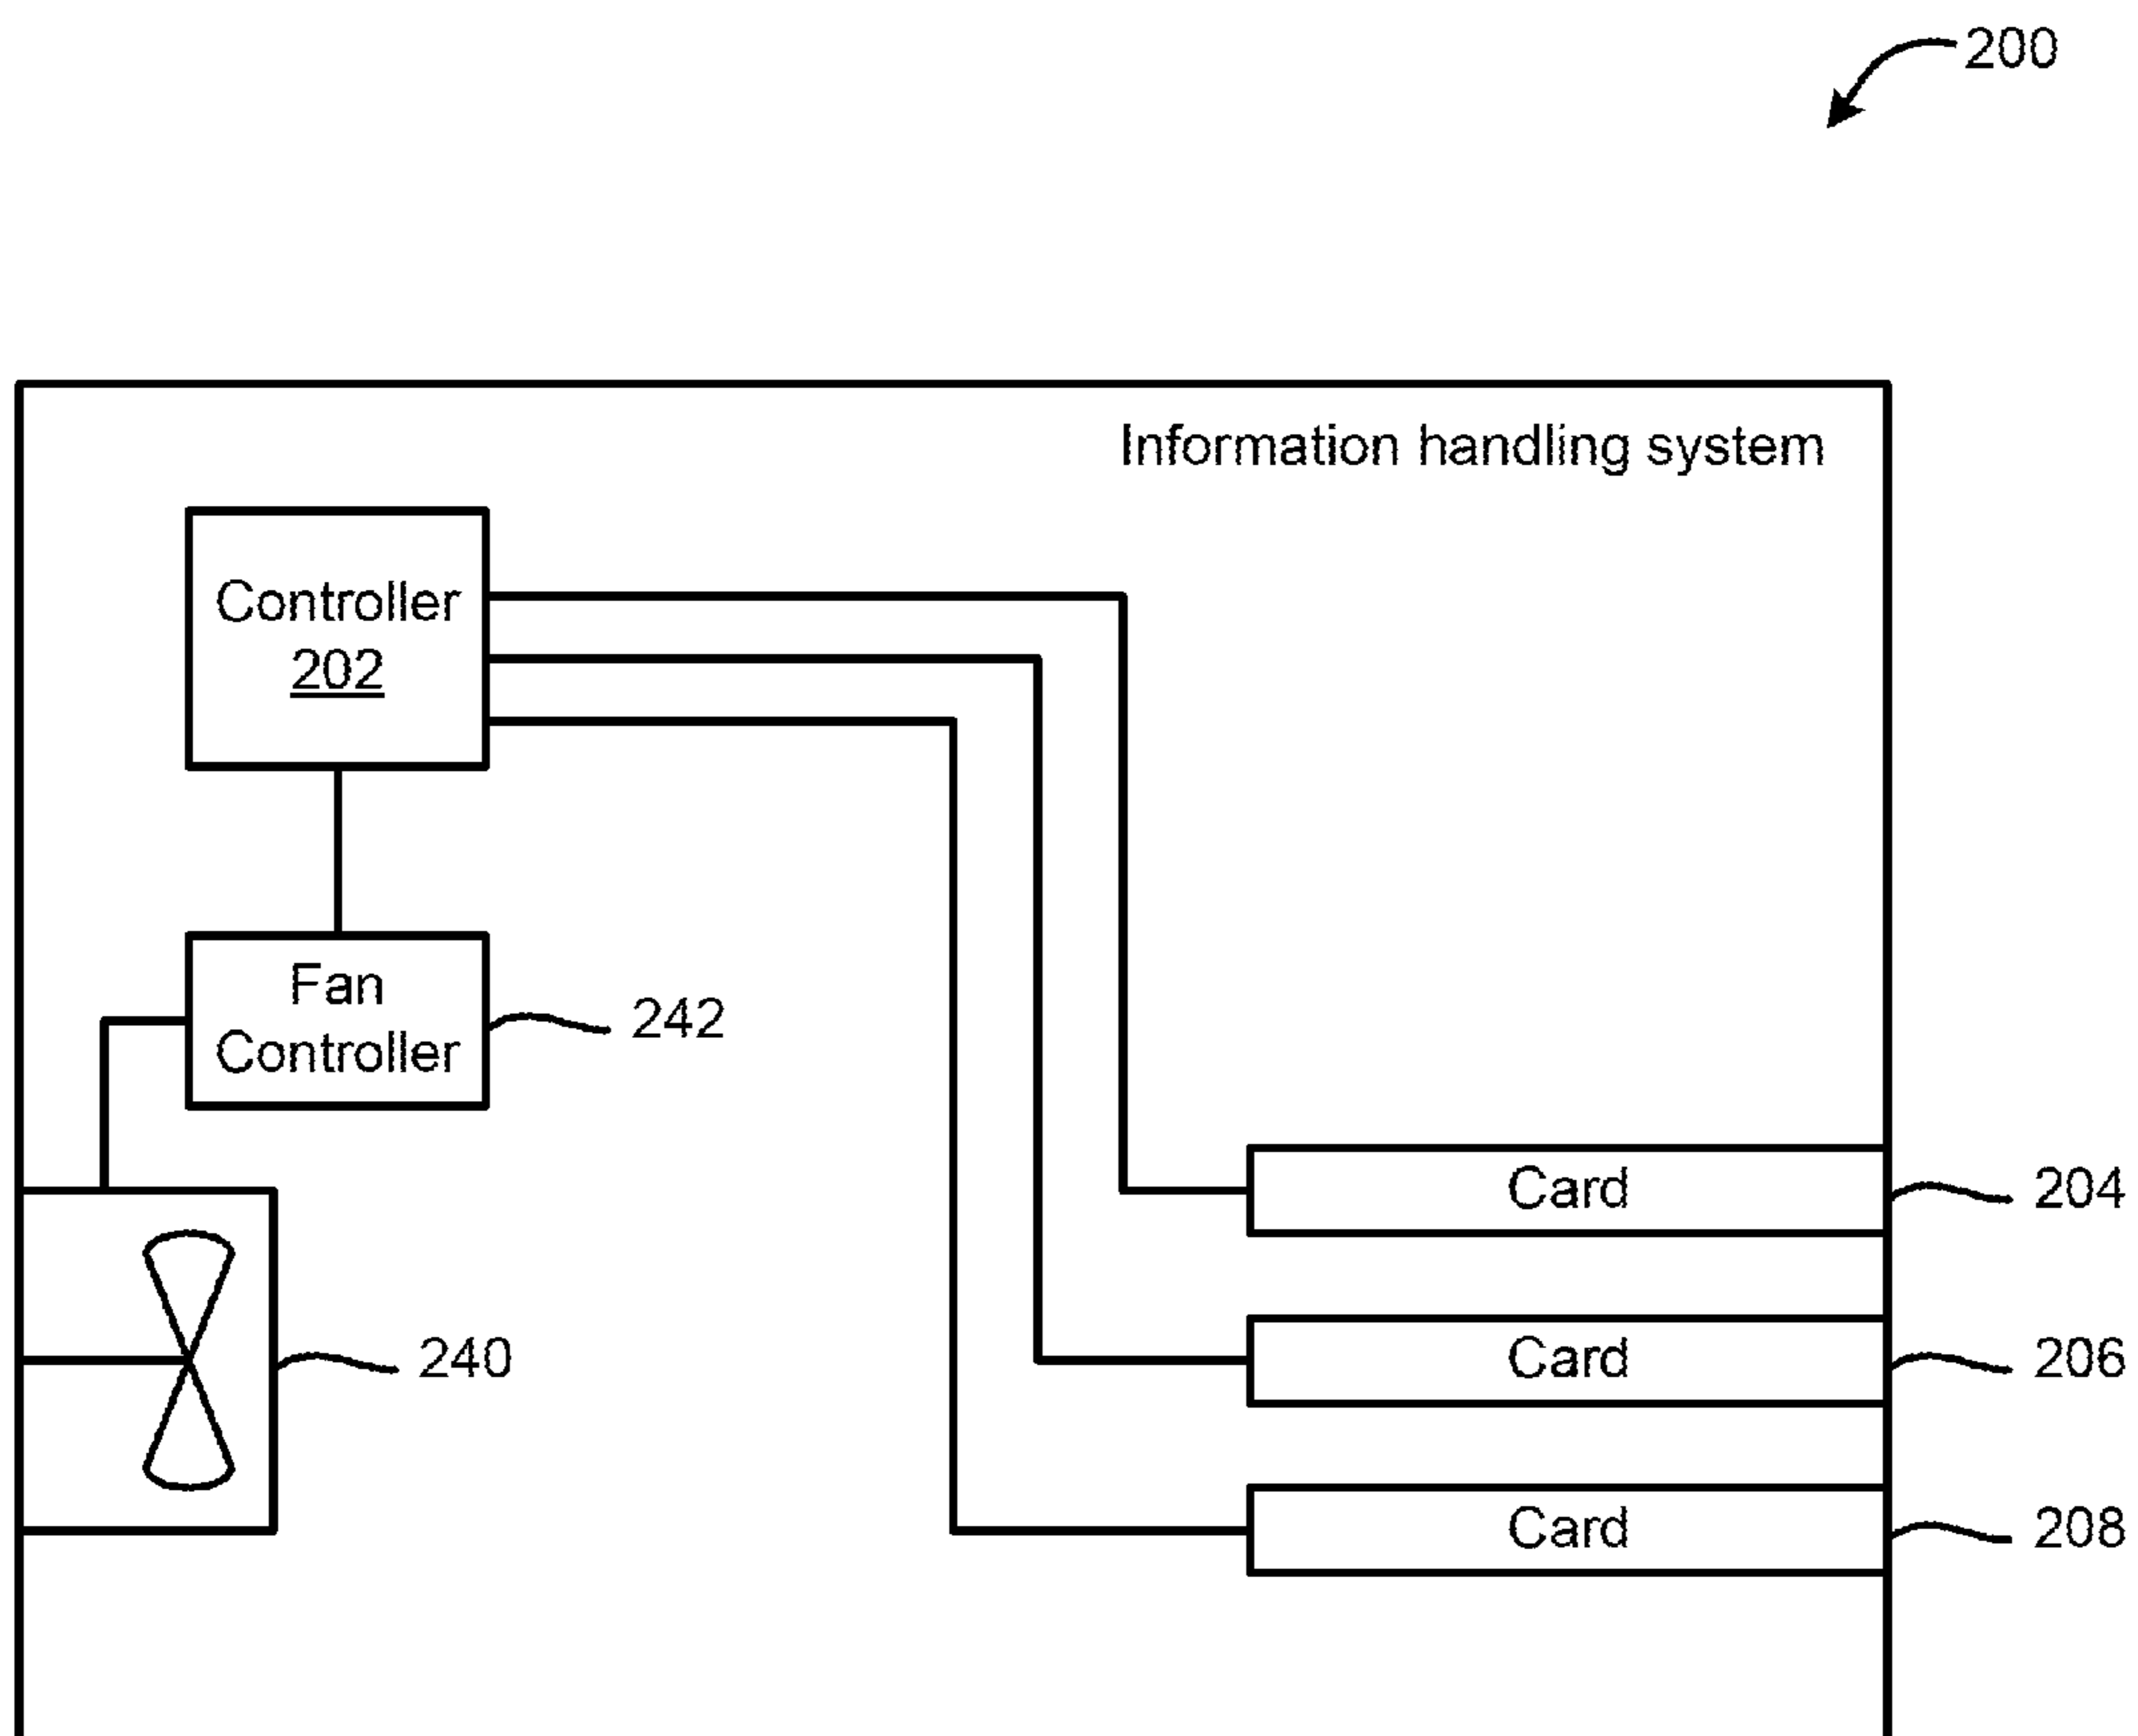 200
Information handling system
Controller
202
Fan
Controller
242
Card
204
240
Card
206
Card
208